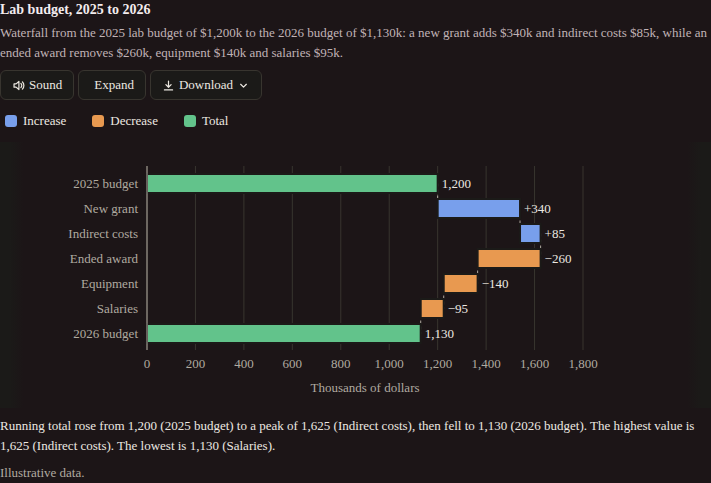 Lab budget, 2025 to 2026
Waterfall from the 2025 lab budget of $1,200k to the 2026 budget of $1,130k: a new grant adds $340k and indirect costs $85k, while an
ended award removes $260k, equipment $140k and salaries $95k.
Sound Expand Download
Increase Decrease Total
2025 budget 1,200
New grant +340
Indirect costs +85
Ended award −260
Equipment −140
Salaries −95
2026 budget 1,130
0 200 400 600 800 1,000 1,200 1,400 1,600 1,800
Thousands of dollars
Running total rose from 1,200 (2025 budget) to a peak of 1,625 (Indirect costs), then fell to 1,130 (2026 budget). The highest value is
1,625 (Indirect costs). The lowest is 1,130 (Salaries).
Illustrative data.